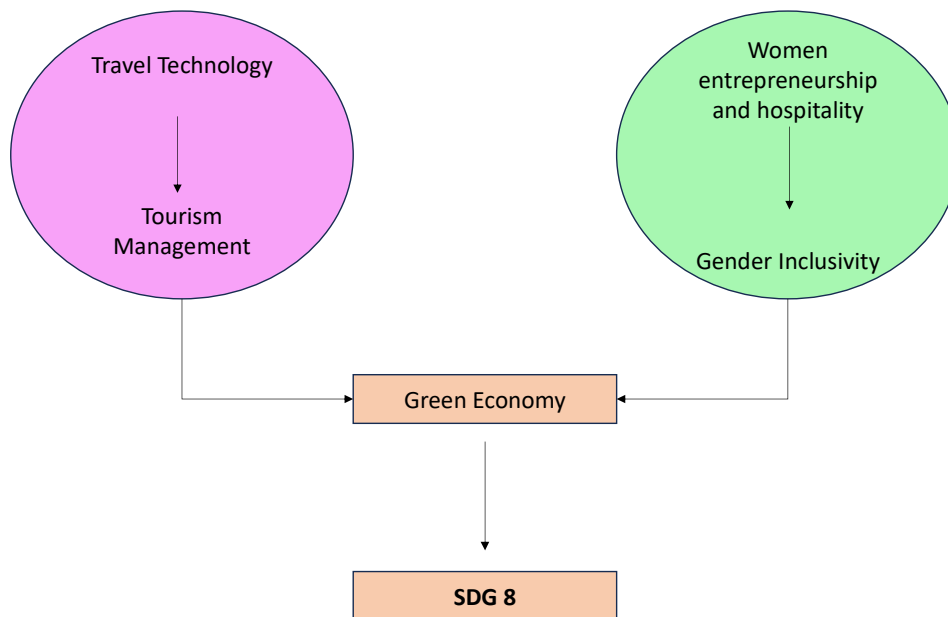 Travel Technology
Tourism
Management
Women
entrepreneurship
and hospitality
Gender Inclusivity
Green Economy
SDG 8